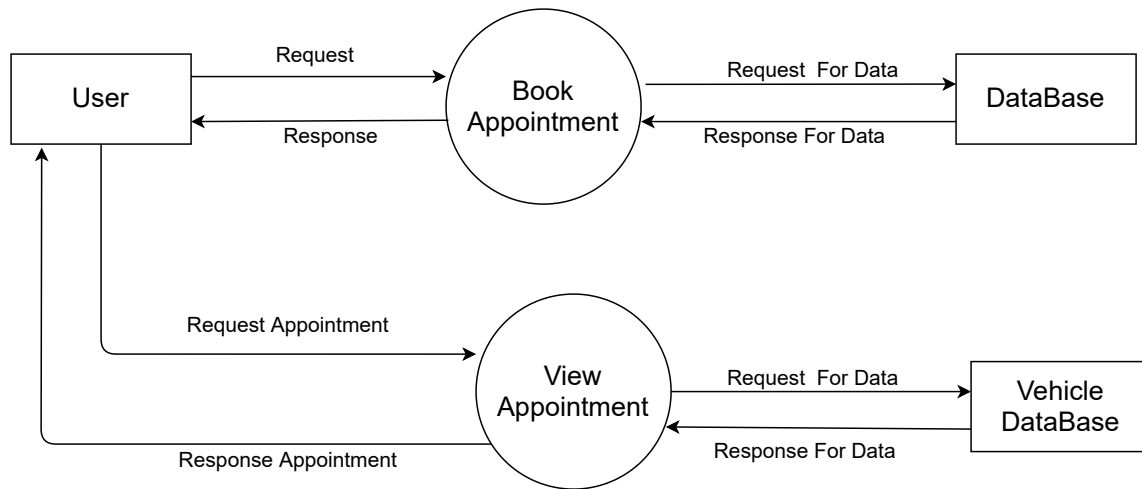 Request
User
Book
Appointment
Request For Data
DataBase
Response
Response For Data
Request Appointment
View
Appointment
Request For Data
Vehicle
DataBase
Response For Data
Response Appointment